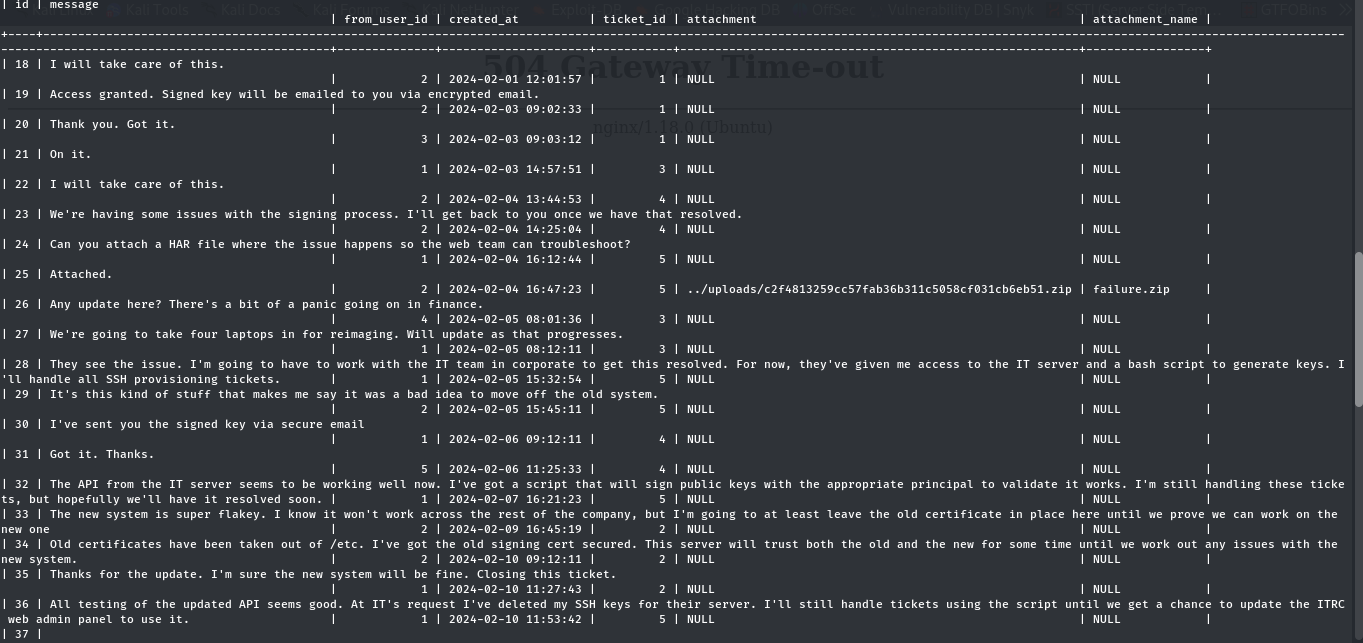 Kali Tools Kali Docs Kali Forums Kali NetHunter Exploit-DB Google Hacking DB OffSec Vulnerability DB | Snyk SSTI (Server Side Tem... GTFOBins
| id | message
| from_user_id | created_at | ticket_id | attachment | attachment_name |
504 Gateway Time-out
| 18 | I will take care of this.
| 2 | 2024-02-01 12:01:57 | 1 | NULL | NULL |
| 19 | Access granted. Signed key will be emailed to you via encrypted email.
| 2 | 2024-02-03 09:02:33 | 1 | NULL | NULL |
| 20 | Thank you. Got it.
nginx/1.18.0 (Ubuntu)
| 3 | 2024-02-03 09:03:12 | 1 | NULL | NULL |
| 21 | On it.
| 1 | 2024-02-03 14:57:51 | 3 | NULL | NULL |
| 22 | I will take care of this.
| 2 | 2024-02-04 13:44:53 | 4 | NULL | NULL |
| 23 | We're having some issues with the signing process. I'll get back to you once we have that resolved.
| 2 | 2024-02-04 14:25:04 | 4 | NULL | NULL |
| 24 | Can you attach a HAR file where the issue happens so the web team can troubleshoot?
| 1 | 2024-02-04 16:12:44 | 5 | NULL | NULL |
| 25 | Attached.
| 2 | 2024-02-04 16:47:23 | 5 | ../uploads/c2f4813259cc57fab36b311c5058cf031cb6eb51.zip | failure.zip |
| 26 | Any update here? There's a bit of a panic going on in finance.
| 4 | 2024-02-05 08:01:36 | 3 | NULL | NULL |
| 27 | We're going to take four laptops in for reimaging. Will update as that progresses.
| 1 | 2024-02-05 08:12:11 | 3 | NULL | NULL |
| 28 | They see the issue. I'm going to have to work with the IT team in corporate to get this resolved. For now, they've given me access to the IT server and a bash script to generate keys. I
'll handle all SSH provisioning tickets. | 1 | 2024-02-05 15:32:54 | 5 | NULL | NULL |
| 29 | It's this kind of stuff that makes me say it was a bad idea to move off the old system.
| 2 | 2024-02-05 15:45:11 | 5 | NULL | NULL |
| 30 | I've sent you the signed key via secure email
| 1 | 2024-02-06 09:12:11 | 4 | NULL | NULL |
| 31 | Got it. Thanks.
| 5 | 2024-02-06 11:25:33 | 4 | NULL | NULL |
| 32 | The API from the IT server seems to be working well now. I've got a script that will sign public keys with the appropriate principal to validate it works. I'm still handling these ticke
ts, but hopefully we'll have it resolved soon. | 1 | 2024-02-07 16:21:23 | 5 | NULL | NULL |
| 33 | The new system is super flakey. I know it won't work across the rest of the company, but I'm going to at least leave the old certificate in place here until we prove we can work on the
new one | 2 | 2024-02-09 16:45:19 | 2 | NULL | NULL |
| 34 | Old certificates have been taken out of /etc. I've got the old signing cert secured. This server will trust both the old and the new for some time until we work out any issues with the
new system. | 2 | 2024-02-10 09:12:11 | 2 | NULL | NULL |
| 35 | Thanks for the update. I'm sure the new system will be fine. Closing this ticket.
| 1 | 2024-02-10 11:27:43 | 2 | NULL | NULL |
| 36 | All testing of the updated API seems good. At IT's request I've deleted my SSH keys for their server. I'll still handle tickets using the script until we get a chance to update the ITRC
web admin panel to use it. | 1 | 2024-02-10 11:53:42 | 5 | NULL | NULL |
| 37 |